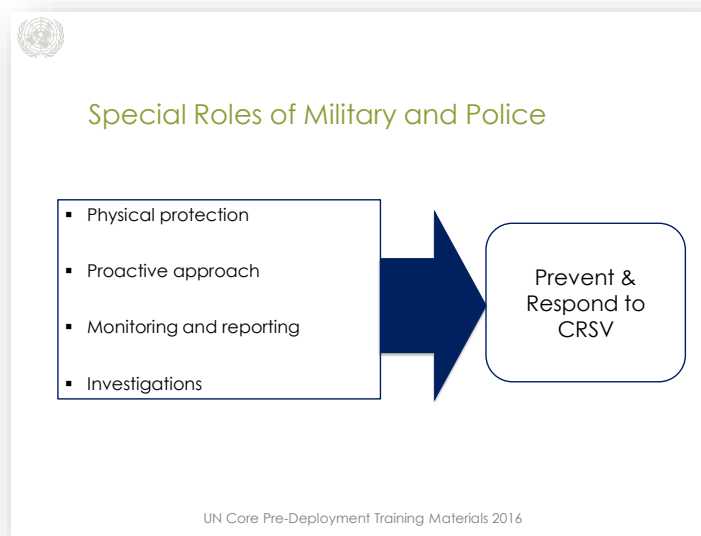 Special Roles of Military and Police
▪ Physical protection
▪ Proactive approach
▪ Monitoring and reporting
▪ Investigations
Prevent &
Respond to
CRSV
UN Core Pre-Deployment Training Materials 2016